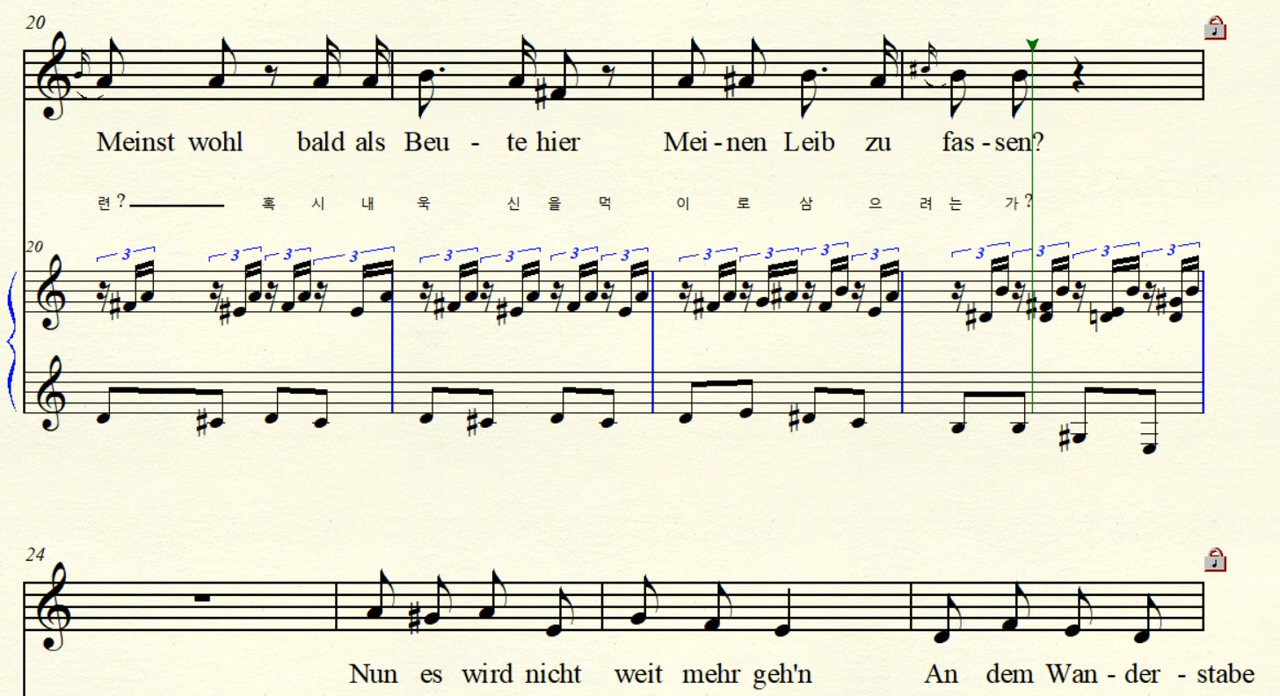 20
Meinst wohl bald als Beu - te hier Mei - nen Leib zu fas - sen?
련 ? 혹 시 내 욱 신 을 먹 이 로 삼 으 려 는 가 ?
20
3 3 3 3 3 3 3 3 3 3 3 3 3 3 3 3
24
Nun es wird nicht weit mehr geh'n An dem Wan - der - stabe